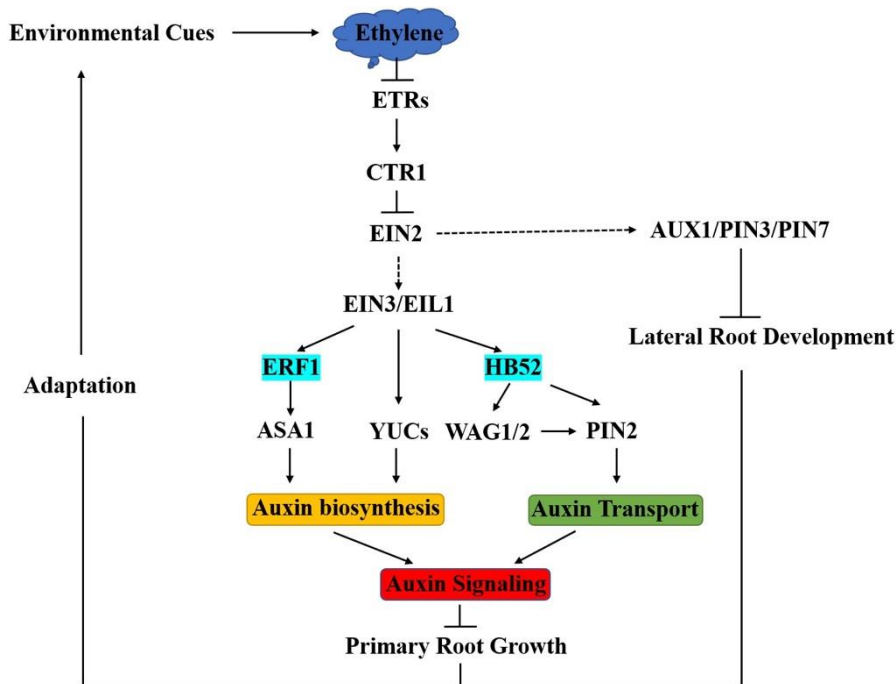 Environmental Cues
Ethylene
ETRs
CTR1
EIN2
AUX1/PIN3/PIN7
EIN3/EIL1
Lateral Root Development
ERF1
HB52
Adaptation
ASA1
YUCs
WAG1/2
PIN2
Auxin biosynthesis
Auxin Transport
Auxin Signaling
Primary Root Growth